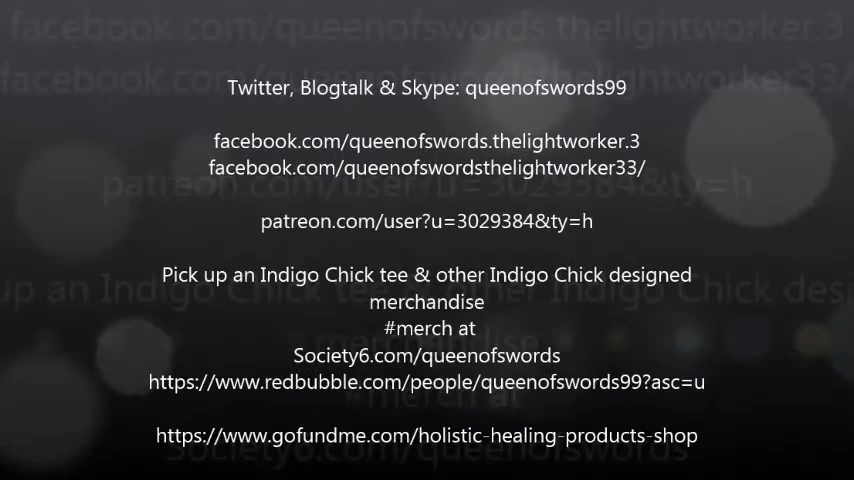 Twitter, Blogtalk & Skype: queenofswords99
facebook.com/queenofswords.thelightworker.3
facebook.com/queenofswordsthelightworker33/
patreon.com/user?u=3029384&ty=h
Pick up an Indigo Chick tee & other Indigo Chick designed
merchandise
#merch at
Society6.com/queenofswords
https://www.redbubble.com/people/queenofswords99?asc=u
https://www.gofundme.com/holistic-healing-products-shop